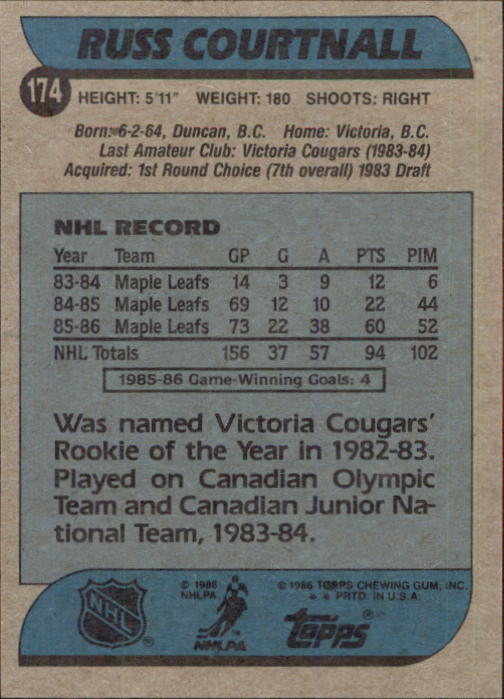 RUSS COURTNALL
174
HEIGHT: 5'11" WEIGHT: 180 SHOOTS: RIGHT
Born: 6-2-64, Duncan, B.C. Home: Victoria, B.C.
Last Amateur Club: Victoria Cougars (1983-84)
Acquired: 1st Round Choice (7th overall) 1983 Draft
NHL RECORD
Year Team GP G A PTS PIM
83-84 Maple Leafs 14 3 9 12 6
84-85 Maple Leafs 69 12 10 22 44
85-86 Maple Leafs 73 22 38 60 52
NHL Totals 156 37 57 94 102
1985-86 Game-Winning Goals: 4
Was named Victoria Cougars'
Rookie of the Year in 1982-83.
Played on Canadian Olympic
Team and Canadian Junior Na-
tional Team, 1983-84.
NHL ®
© 1986
NHLPA
NHLPA
© 1986 TOPPS CHEWING GUM, INC.
* * PRTD. IN U.S.A.
Topps ®